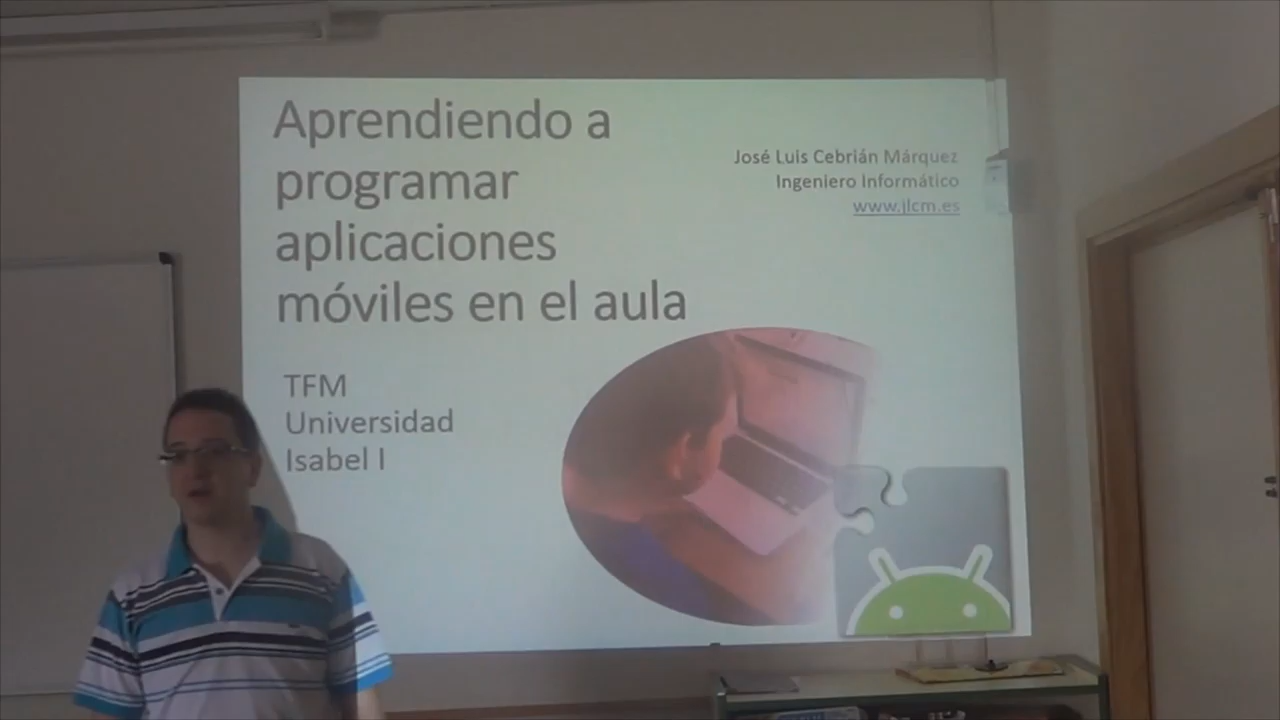 Aprendiendo a
programar
aplicaciones
móviles en el aula
José Luis Cebrián Márquez
Ingeniero Informático
www.jlcm.es
TFM
Universidad
Isabel I